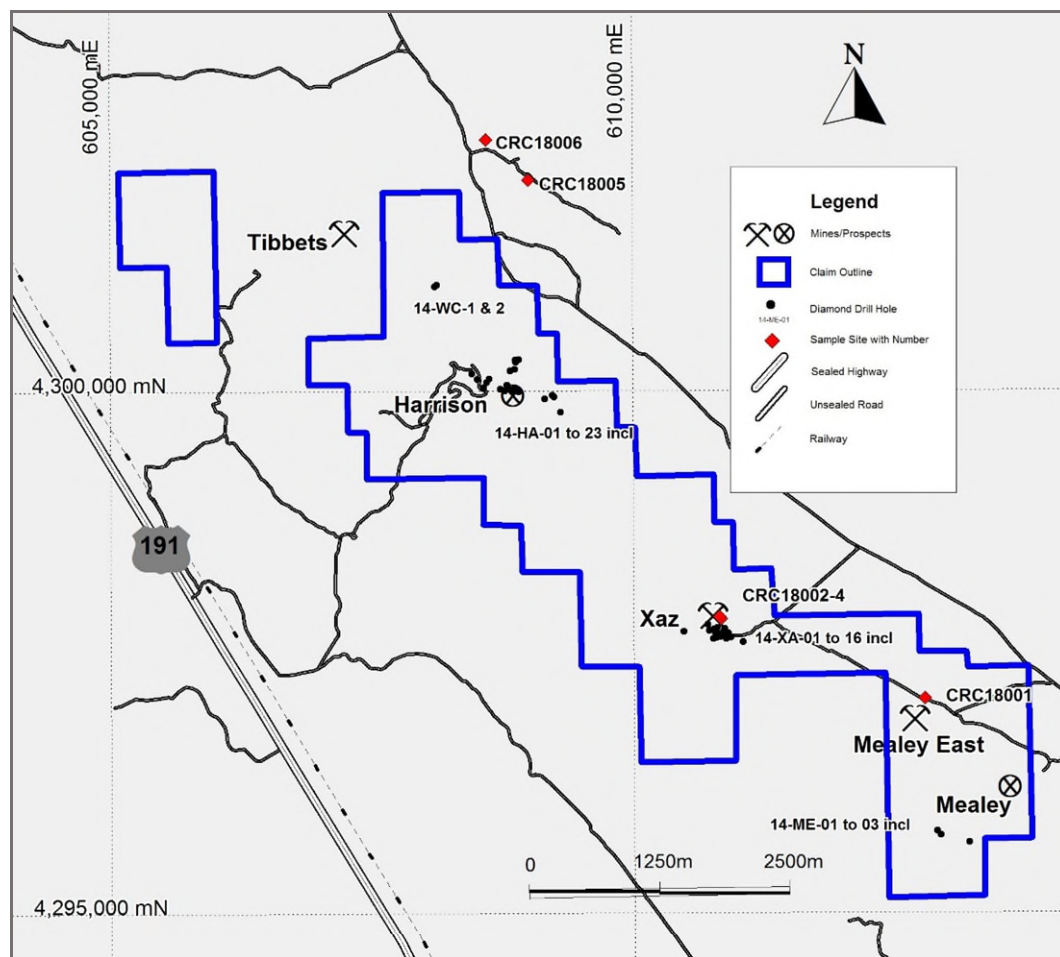 605,000 mE
610,000 mE
N
CRC18006
CRC18005
Legend
Mines/Prospects
Claim Outline
Diamond Drill Hole
14-ME-01
Sample Site with Number
Sealed Highway
Unsealed Road
Railway
Tibbets
14-WC-1 & 2
4,300,000 mN
Harrison
14-HA-01 to 23 incl
191
CRC18002-4
Xaz
14-XA-01 to 16 incl
CRC18001
Mealey East
Mealey
14-ME-01 to 03 incl
0 1250m 2500m
4,295,000 mN